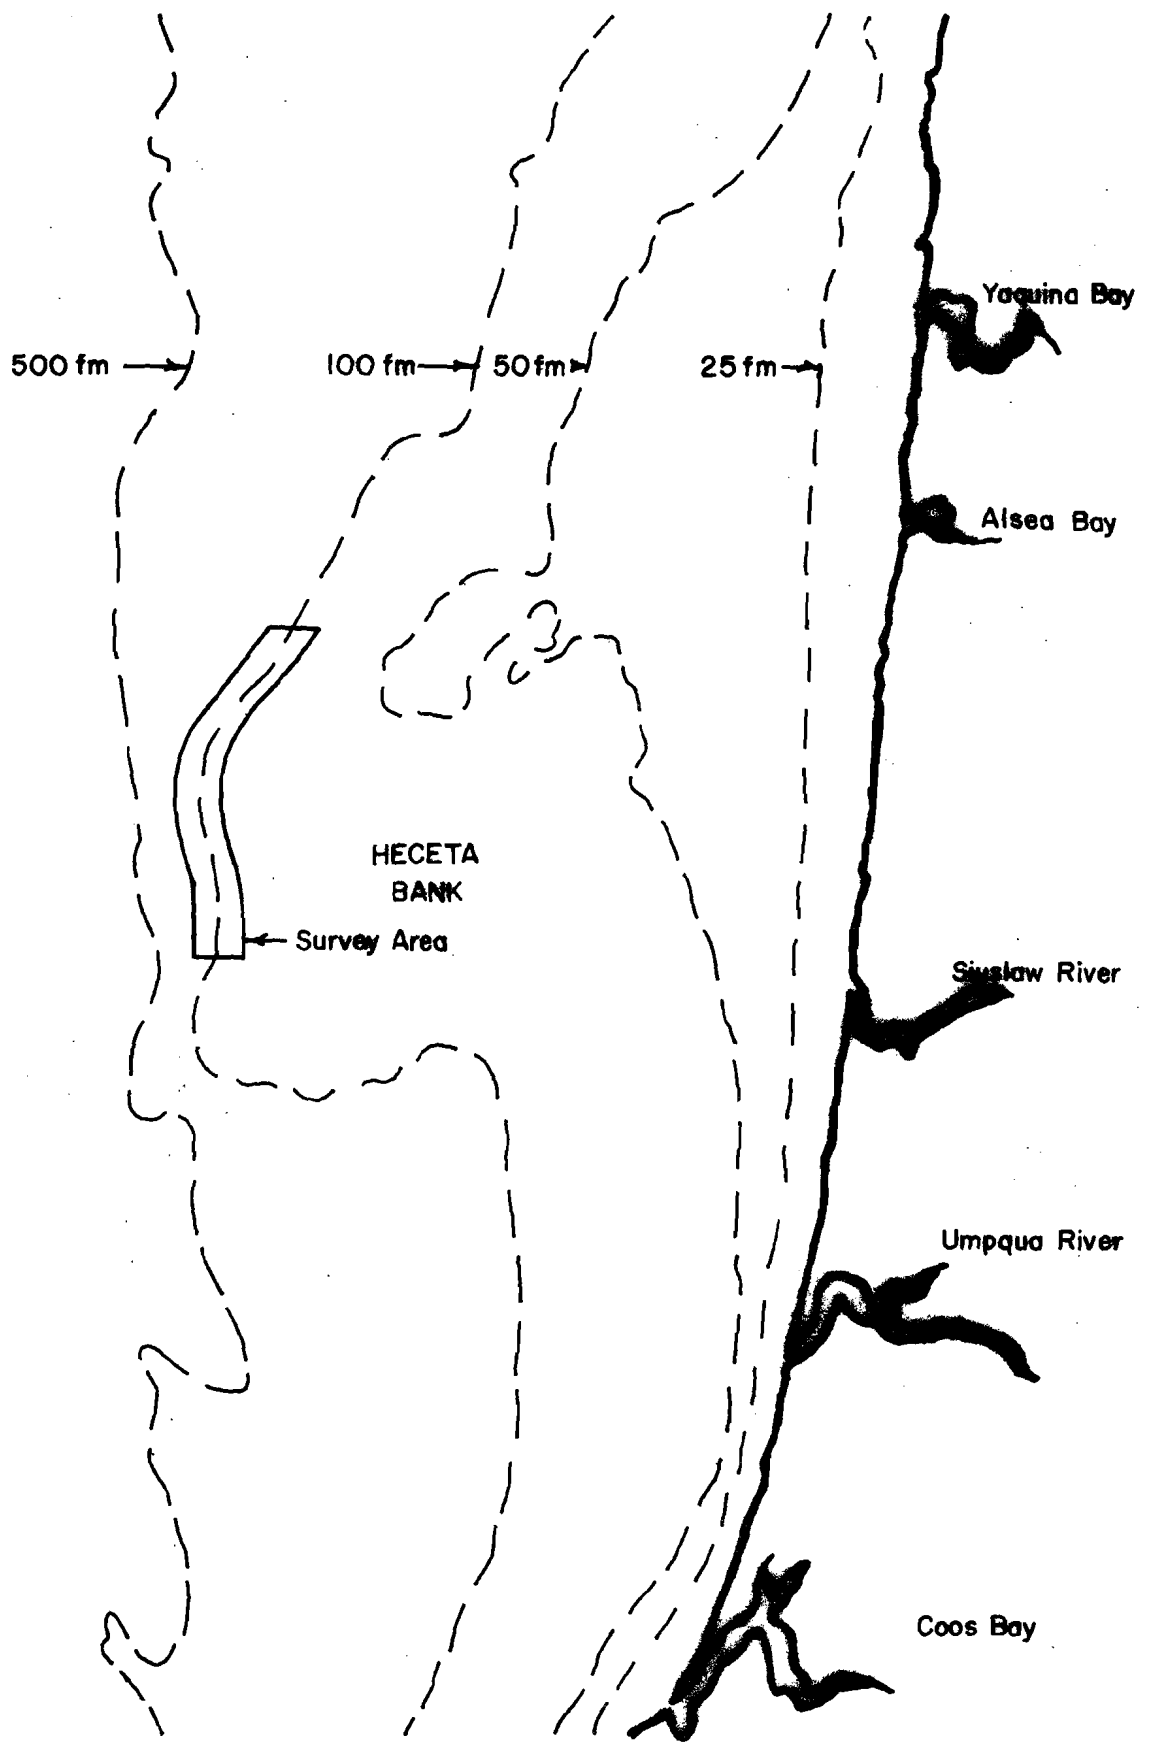 Yaquina Bay
500 fm
100 fm
50 fm
25 fm
Alsea Bay
HECETA
BANK
Survey Area
Siuslaw River
Umpqua River
Coos Bay